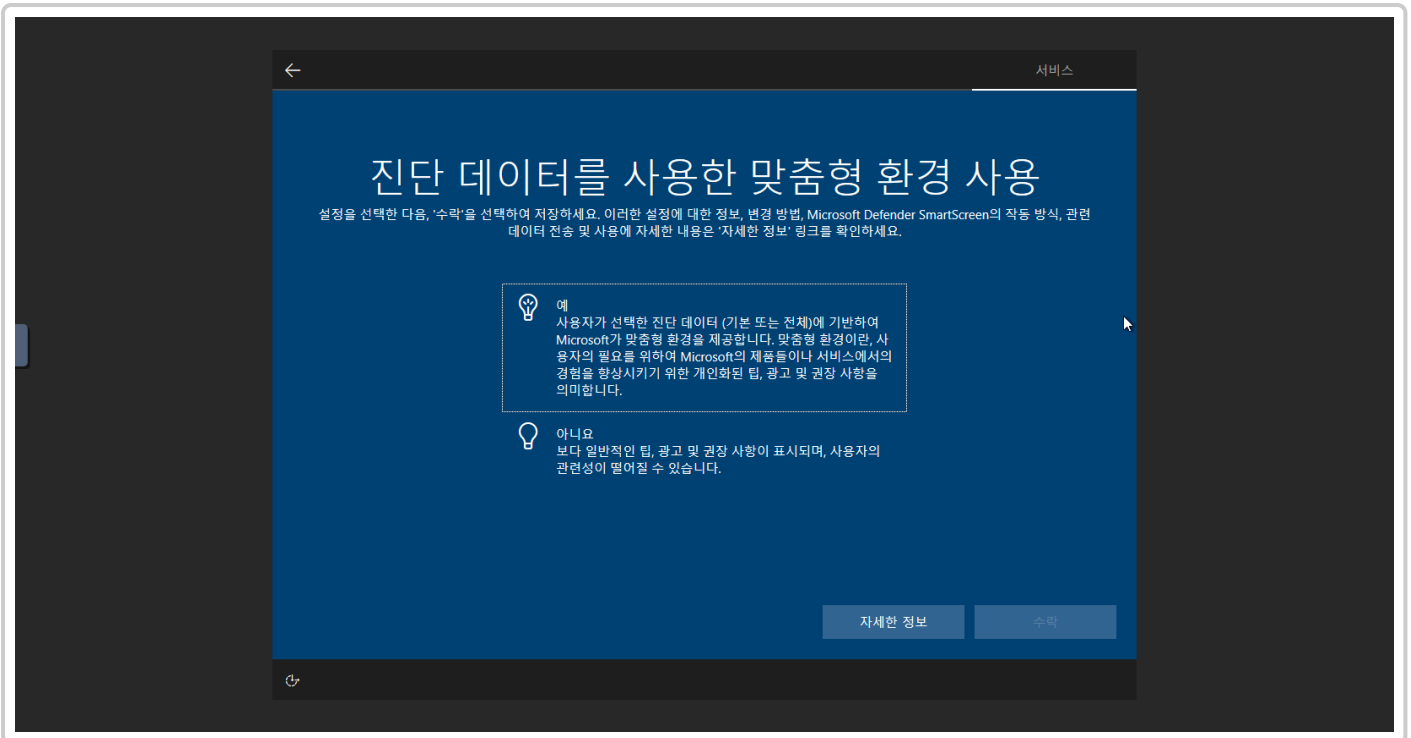 서비스
진단 데이터를 사용한 맞춤형 환경 사용
설정을 선택한 다음, '수락'을 선택하여 저장하세요. 이러한 설정에 대한 정보, 변경 방법, Microsoft Defender SmartScreen의 작동 방식, 관련
데이터 전송 및 사용에 자세한 내용은 '자세한 정보' 링크를 확인하세요.
예
사용자가 선택한 진단 데이터 (기본 또는 전체)에 기반하여
Microsoft가 맞춤형 환경을 제공합니다. 맞춤형 환경이란, 사
용자의 필요를 위하여 Microsoft의 제품들이나 서비스에서의
경험을 향상시키기 위한 개인화된 팁, 광고 및 권장 사항을
의미합니다.
아니요
보다 일반적인 팁, 광고 및 권장 사항이 표시되며, 사용자의
관련성이 떨어질 수 있습니다.
자세한 정보
수락